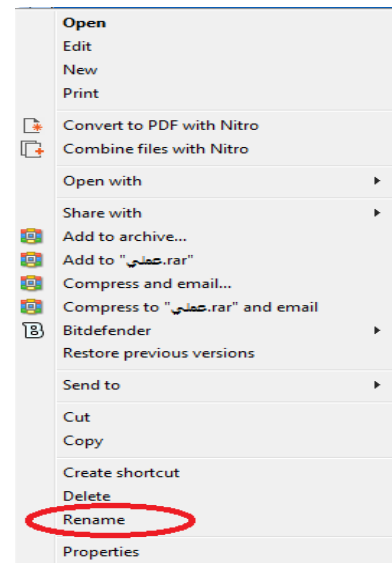 Open
Edit
New
Print
Convert to PDF with Nitro
Combine files with Nitro
Open with
Share with
Add to archive...
Add to "عملي.rar"
Compress and email...
Compress to "عملي.rar" and email
Bitdefender
Restore previous versions
Send to
Cut
Copy
Create shortcut
Delete
Rename
Properties